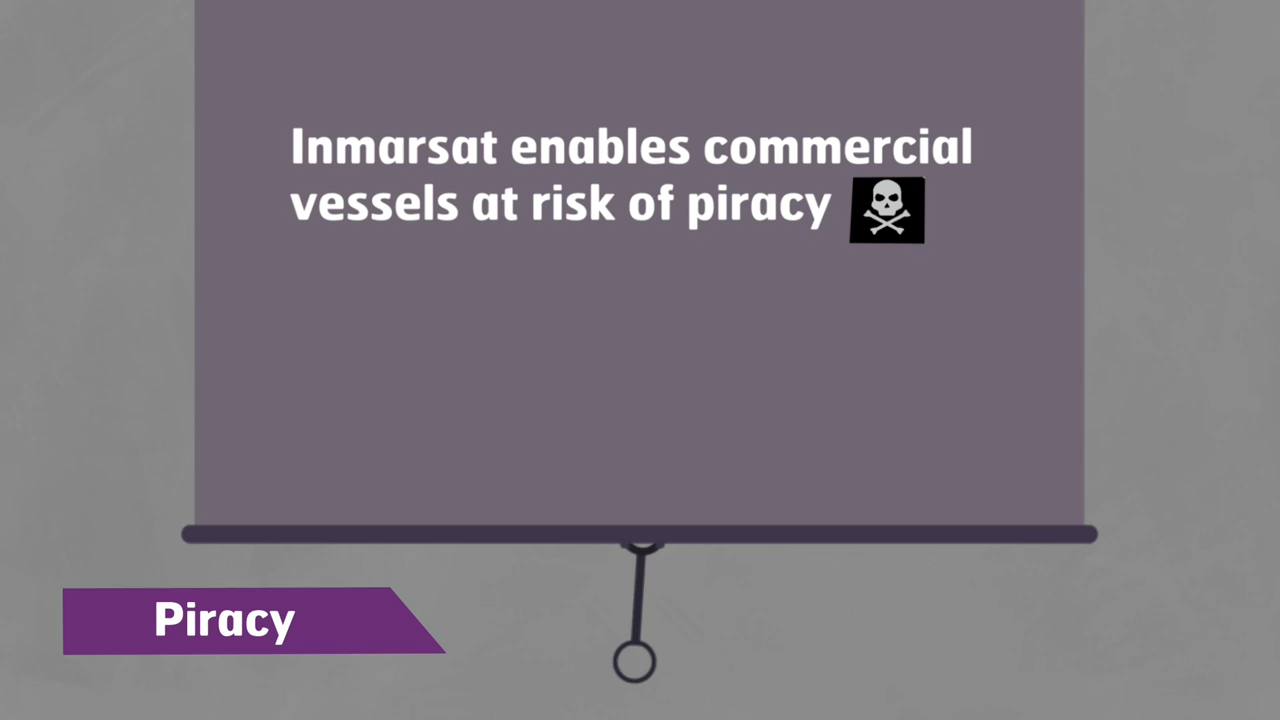 Inmarsat enables commercial
vessels at risk of piracy
Piracy